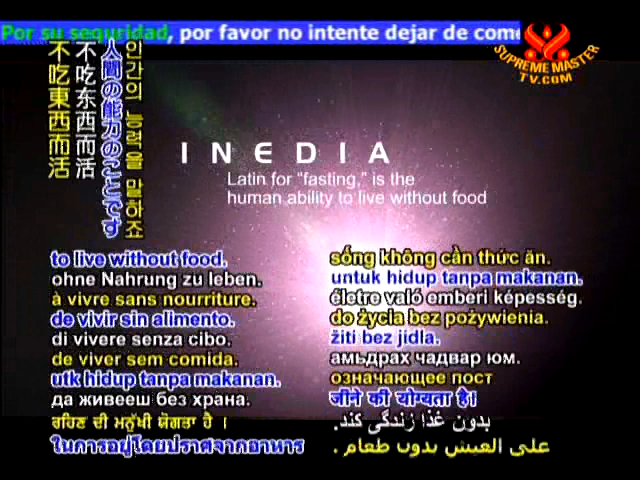 Por su seguridad, por favor no intente dejar de come
SUPREME MASTER
TV.COM
不吃東西而活
不吃东西而活
人間の能力のことです
인간의 능력을 말하죠
INEDIA
Latin for “fasting,” is the
human ability to live without food
to live without food.
ohne Nahrung zu leben.
à vivre sans nourriture.
de vivir sin alimento.
di vivere senza cibo.
de viver sem comida.
utk hidup tanpa makanan.
да живееш без храна.
ਰਹਿਣ ਦੀ ਮਨੁੱਖੀ ਯੋਗਤਾ ਹੈ ।
ในการอยู่โดยปราศจากอาหาร
sống không cần thức ăn.
untuk hidup tanpa makanan.
életre való emberi képesség.
do życia bez pożywienia.
žiti bez jidla.
амьдрах чадвар юм.
означающее пост
जीने की योग्यता है।
بدون غذا زندگی کند.
على العيش بدون طعام.